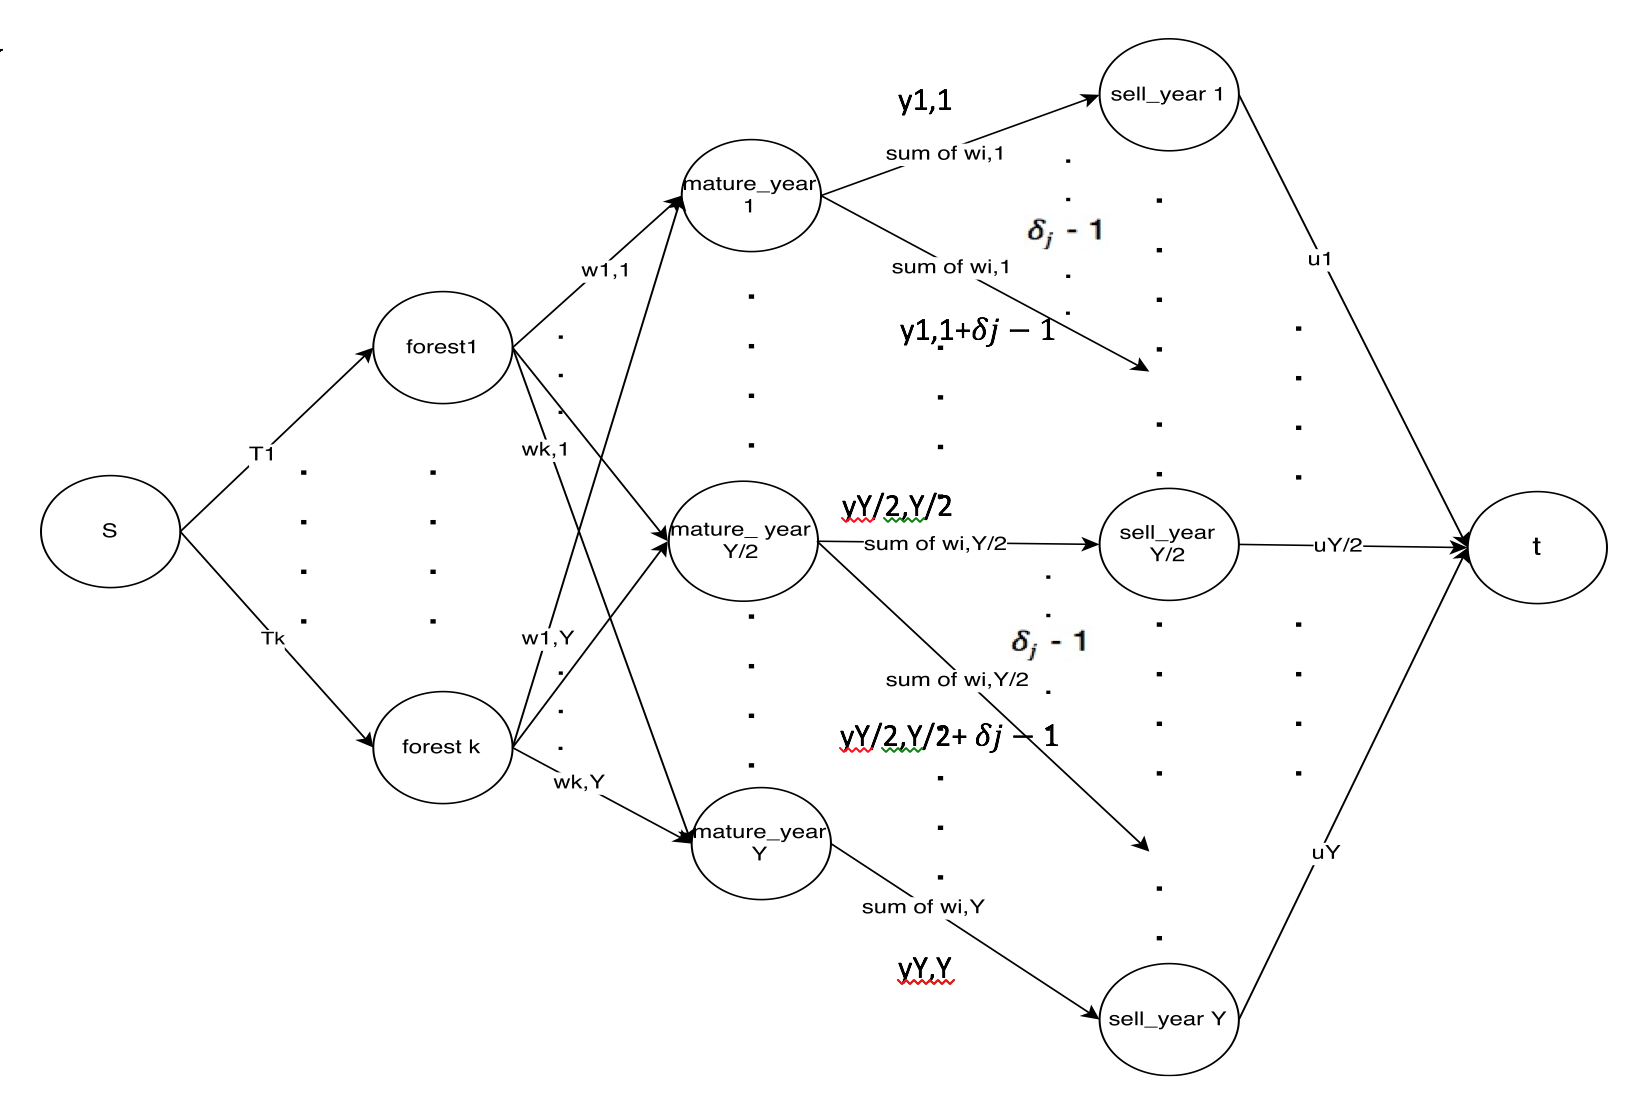 y1,1
sell_year 1
sum of wi,1
mature_year
1
δj - 1
sum of wi,1
w1,1
u1
y1,1+δj − 1
forest1
T1
wk,1
yY/2,Y/2
S
mature_ year
Y/2
sum of wi,Y/2
sell_year
Y/2
uY/2
t
Tk
w1,Y
δj - 1
sum of wi,Y/2
yY/2,Y/2+ δj − 1
forest k
wk,Y
mature_year
Y
uY
sum of wi,Y
yY,Y
sell_year Y